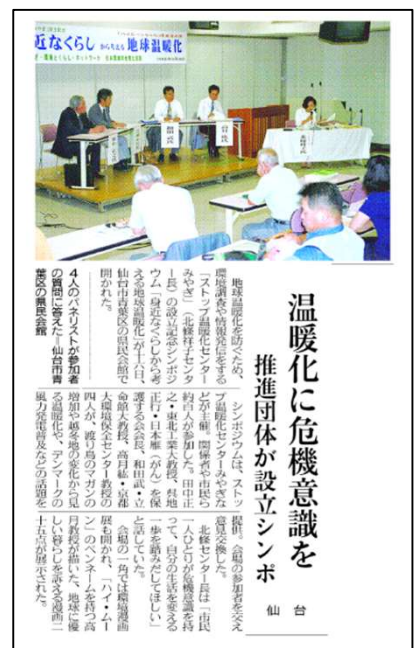 近なくらし から考える 地球温暖化
温暖化に危機意識を
推進団体が設立シンポ
仙台
地球温暖化を防ぐため、
環境調査や情報発信をする
「ストップ温暖化センター
みやぎ」(北條祥子センタ
ー長)の設立記念シンポジ
ウム「身近なくらしから考
える地球温暖化」が十六日、
仙台市青葉区の県民会館で
開かれた。
4人のパネリストが参加者
の質問に答えた=仙台市青
葉区の県民会館
シンポジウムは、ストッ
プ温暖化センターみやぎな
どが主催。関係者や市民ら
約百人が参加した。田中正
之・東北工業大教授、呉地
正行・日本雁(がん)を保
護する会会長、和田武・立
命館大教授、高月紘・京都
大環境保全センター教授の
四人が、渡り鳥のマガンの
増加や越冬地の変化から見
る温暖化や、デンマークの
風力発電普及などの話題を
提供。会場の参加者を交え
意見交換した。
北條センター長は「市民
一人ひとりが危機意識を持
って、自分の生活を変える
一歩を踏みだしてほしい」
と話していた。
会場の一角では環境漫画
展も開かれ、「ハイ・ムー
ン」のペンネームを持つ高
月教授が描いた、地球に優
しい暮らしを訴える漫画二
十五点が展示された。